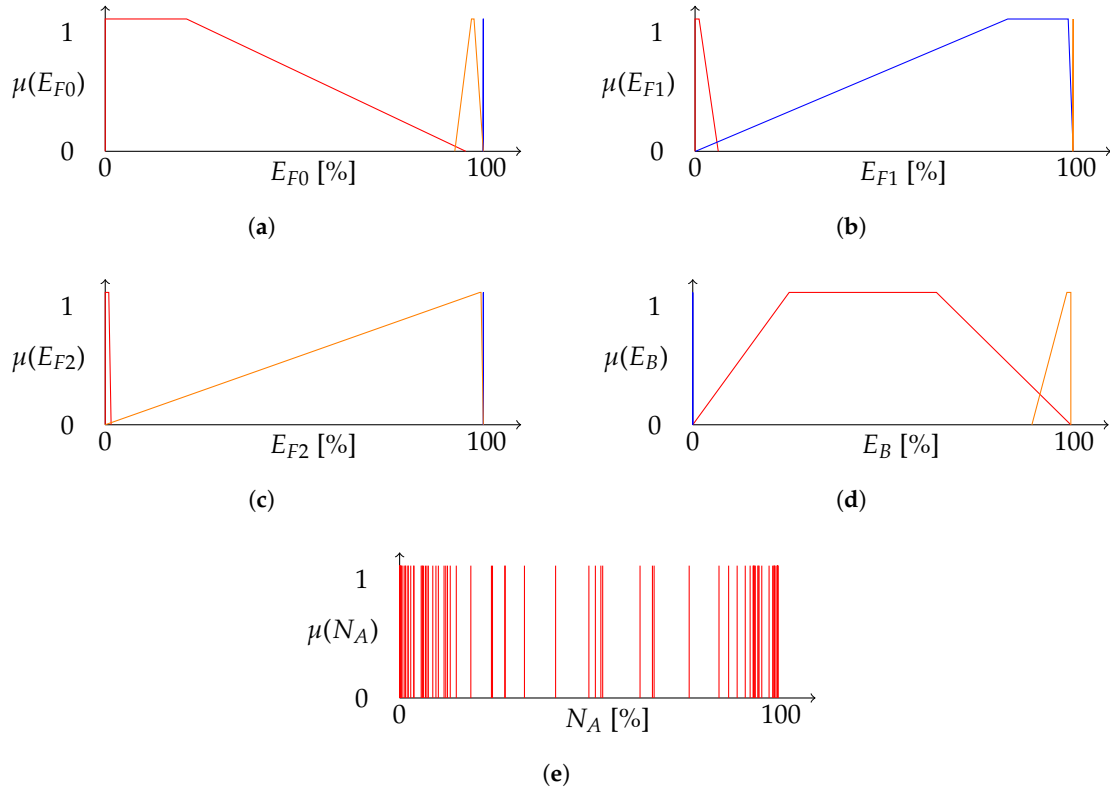 1
μ(E_F0)
0
0
E_F0 [%]
100
(a)
1
μ(E_F1)
0
0
E_F1 [%]
100
(b)
1
μ(E_F2)
0
0
E_F2 [%]
100
(c)
1
μ(E_B)
0
0
E_B [%]
100
(d)
1
μ(N_A)
0
0
N_A [%]
100
(e)